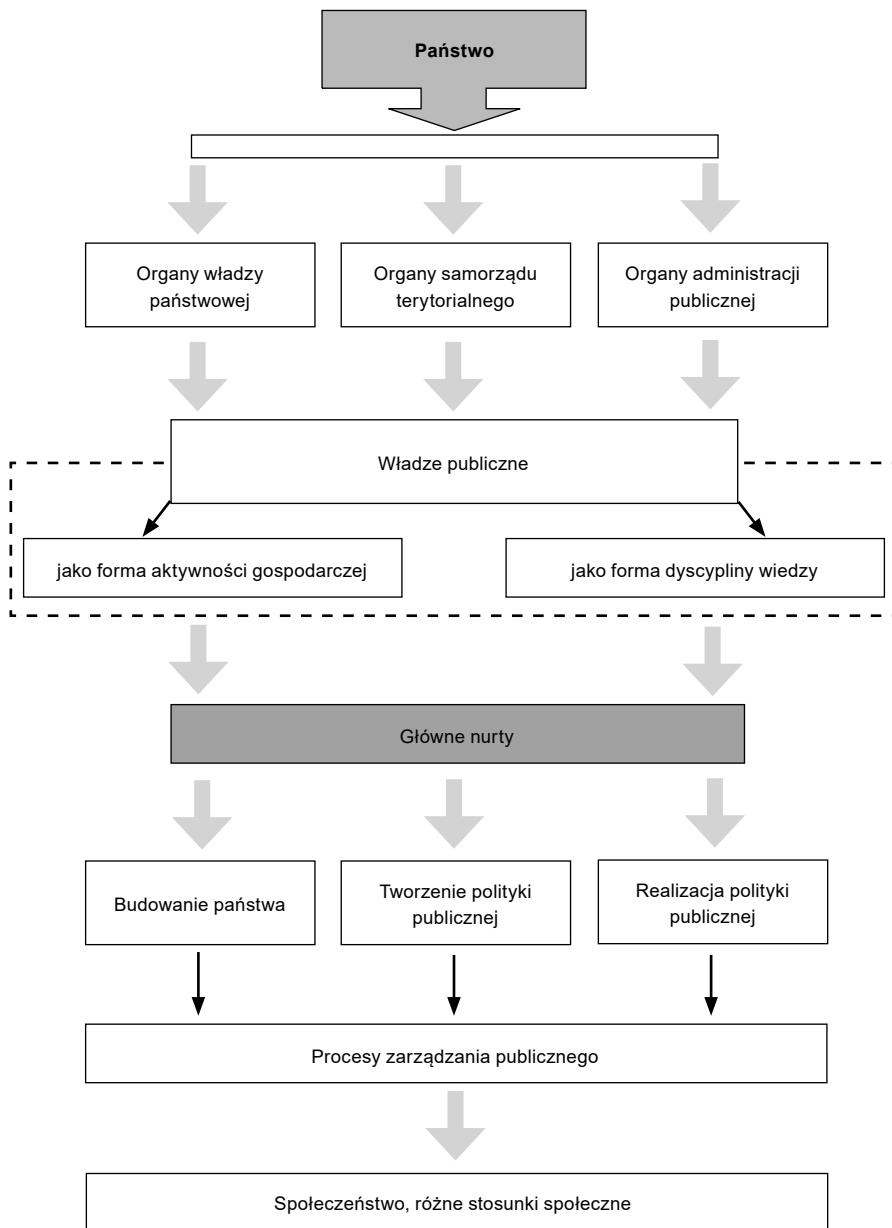 Państwo
Organy władzy
państwowej
Organy samorządu
terytorialnego
Organy administracji
publicznej
Władze publiczne
jako forma aktywności gospodarczej
jako forma dyscypliny wiedzy
Główne nurty
Budowanie państwa
Tworzenie polityki
publicznej
Realizacja polityki
publicznej
Procesy zarządzania publicznego
Społeczeństwo, różne stosunki społeczne